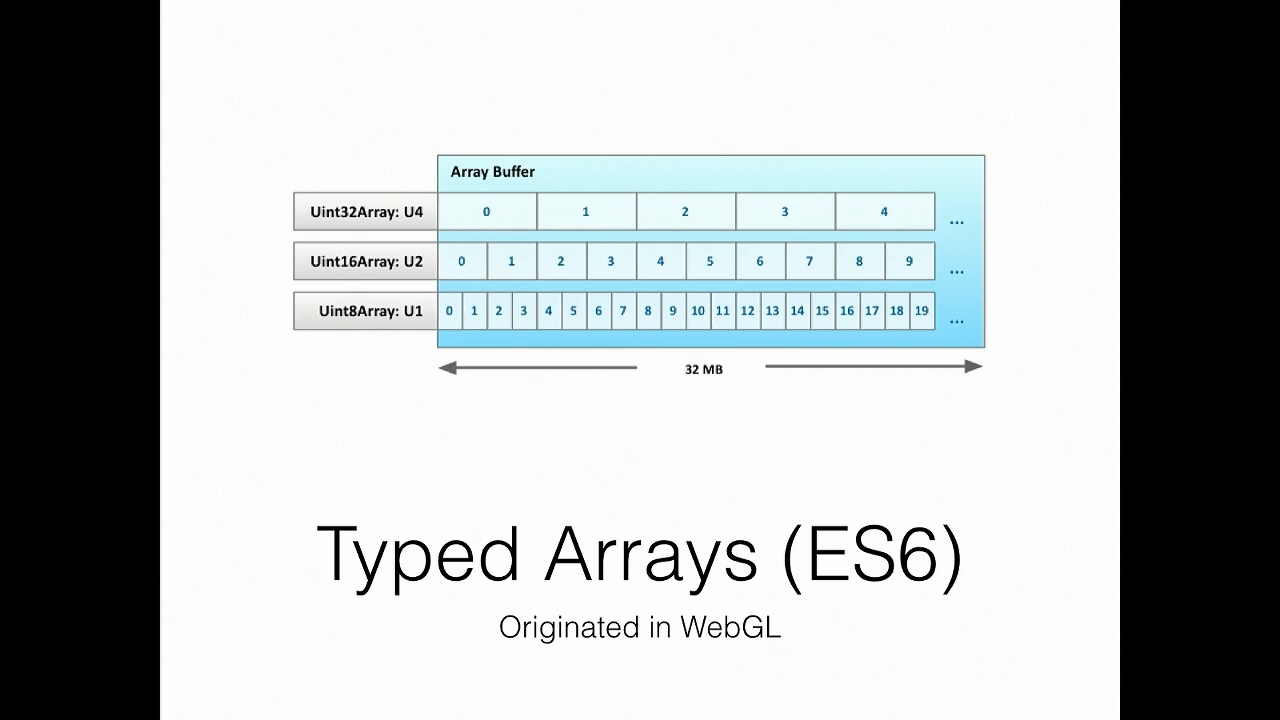 Array Buffer
Uint32Array: U4 0 1 2 3 4 ...
Uint16Array: U2 0 1 2 3 4 5 6 7 8 9 ...
Uint8Array: U1 0 1 2 3 4 5 6 7 8 9 10 11 12 13 14 15 16 17 18 19 ...
32 MB
Typed Arrays (ES6)
Originated in WebGL